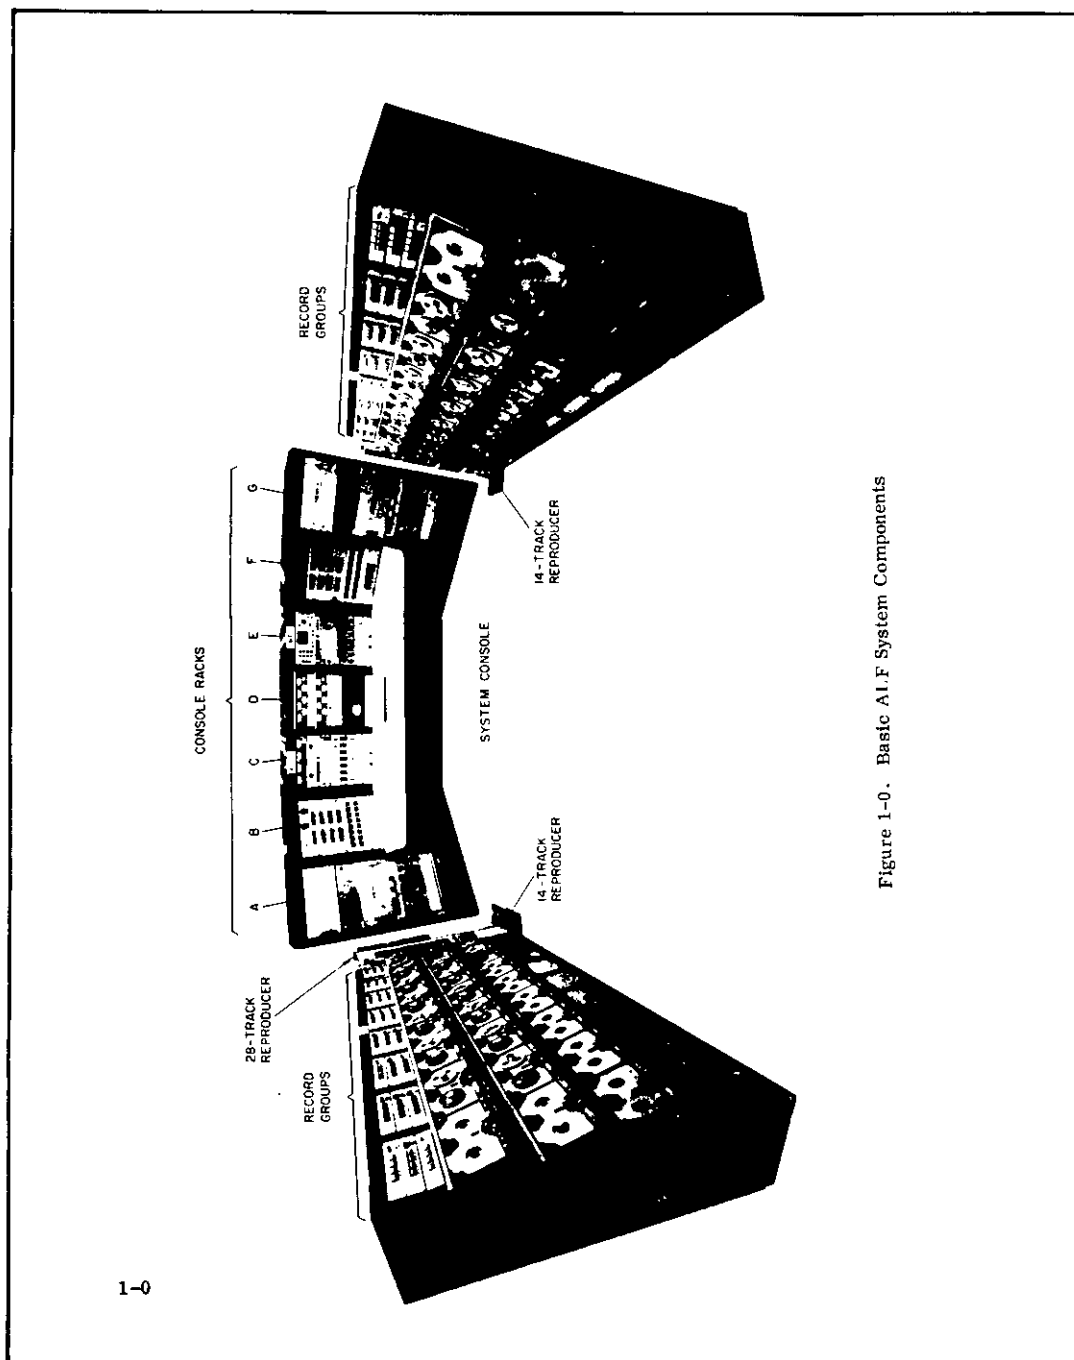 CONSOLE RACKS
A B C D E F G
28-TRACK
REPRODUCER
RECORD
GROUPS
RECORD
GROUPS
14-TRACK
REPRODUCER
SYSTEM CONSOLE
14-TRACK
REPRODUCER
Figure 1-0. Basic ALF System Components
1-0